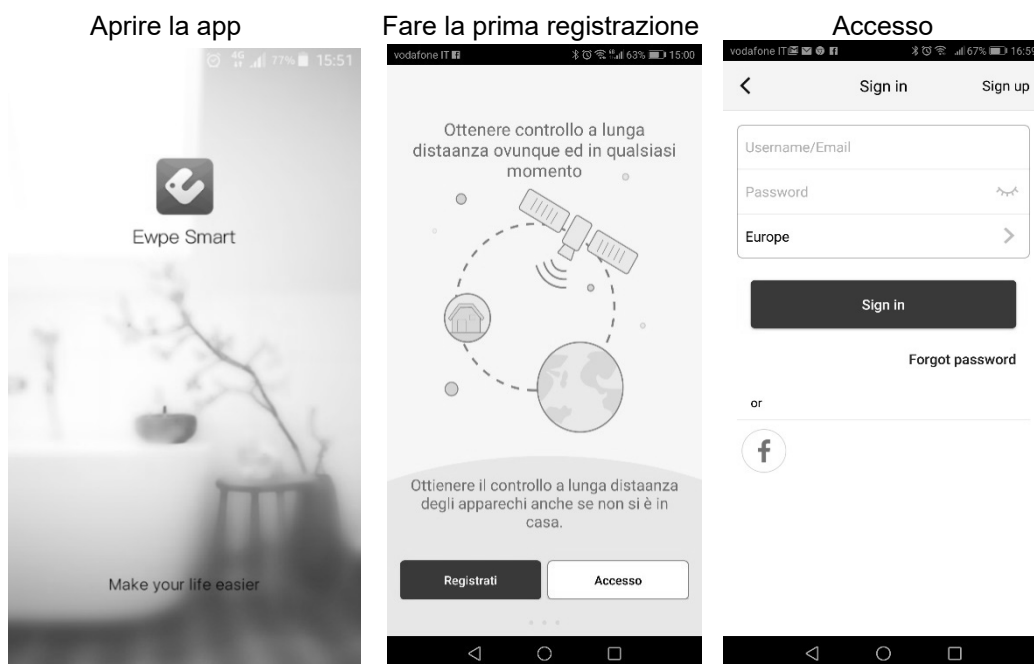 Aprire la app
15:51
77%
4G
Ewpe Smart
Make your life easier
Fare la prima registrazione
vodafone IT
63% 15:00
Ottenere controllo a lunga
distaanza ovunque ed in qualsiasi
momento
Ottienere il controllo a lunga distaanza
degli apparechi anche se non si è in
casa.
Registrati
Accesso
Accesso
vodafone IT
67% 16:59
Sign in
Sign up
Username/Email
Password
Europe
Sign in
Forgot password
or
f